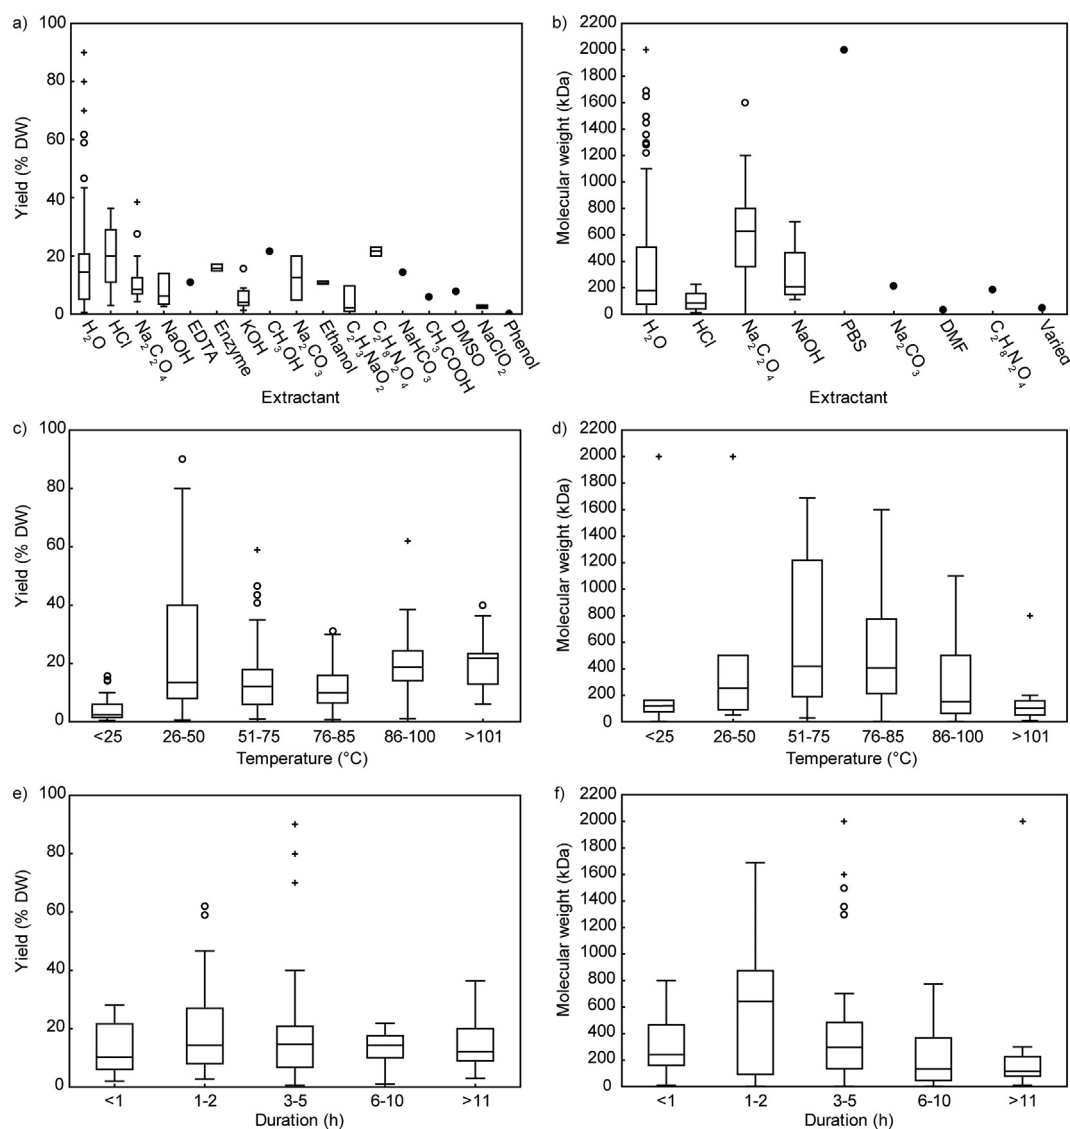 a)
100
80
60
40
20
0
Yield (% DW)
H₂O
HCl
Na₂C₂O₄
NaOH
EDTA
Enzyme
KOH
CH₃OH
Na₂CO₃
Ethanol
C₂H₃NaO₂
C₂H₈N₂O₄
NaHCO₃
CH₃COOH
DMSO
NaClO₂
Phenol
Extractant
b)
2200
2000
1800
1600
1400
1200
1000
800
600
400
200
0
Molecular weight (kDa)
H₂O
HCl
Na₂C₂O₄
NaOH
PBS
Na₂CO₃
DMF
C₂H₈N₂O₄
Varied
Extractant
c)
100
80
60
40
20
0
Yield (% DW)
<25 26-50 51-75 76-85 86-100 >101
Temperature (°C)
d)
2200
2000
1800
1600
1400
1200
1000
800
600
400
200
0
Molecular weight (kDa)
<25 26-50 51-75 76-85 86-100 >101
Temperature (°C)
e)
100
80
60
40
20
0
Yield (% DW)
<1 1-2 3-5 6-10 >11
Duration (h)
f)
2200
2000
1800
1600
1400
1200
1000
800
600
400
200
0
Molecular weight (kDa)
<1 1-2 3-5 6-10 >11
Duration (h)